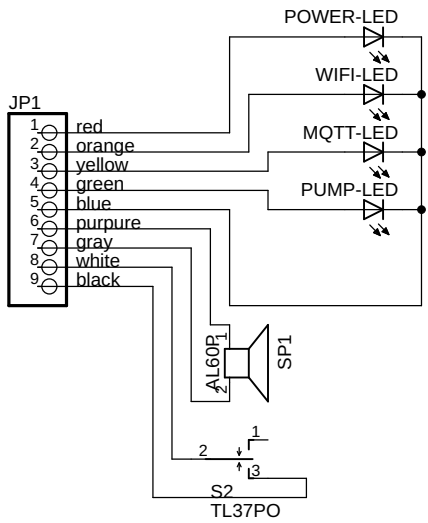 POWER-LED
WIFI-LED
JP1
MQTT-LED
1 red
2 orange
3 yellow
4 green
PUMP-LED
5 blue
6 purpure
7 gray
8 white
9 black
1
AL60P
SP1
2
1
2
3
S2
TL37PO